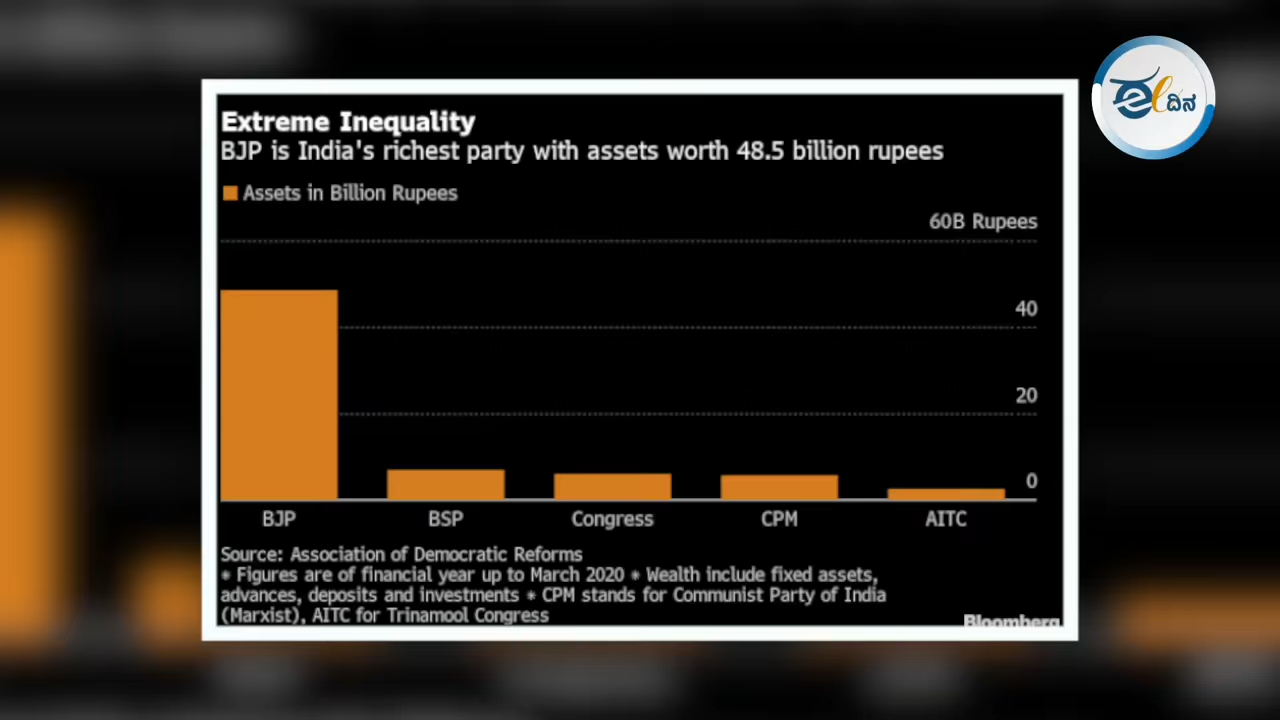 ಈದಿನ
Extreme Inequality
BJP is India's richest party with assets worth 48.5 billion rupees
Assets in Billion Rupees
60B Rupees
40
20
0
BJP BSP Congress CPM AITC
Source: Association of Democratic Reforms
* Figures are of financial year up to March 2020 * Wealth include fixed assets,
advances, deposits and investments * CPM stands for Communist Party of India
(Marxist), AITC for Trinamool Congress
Bloomberg